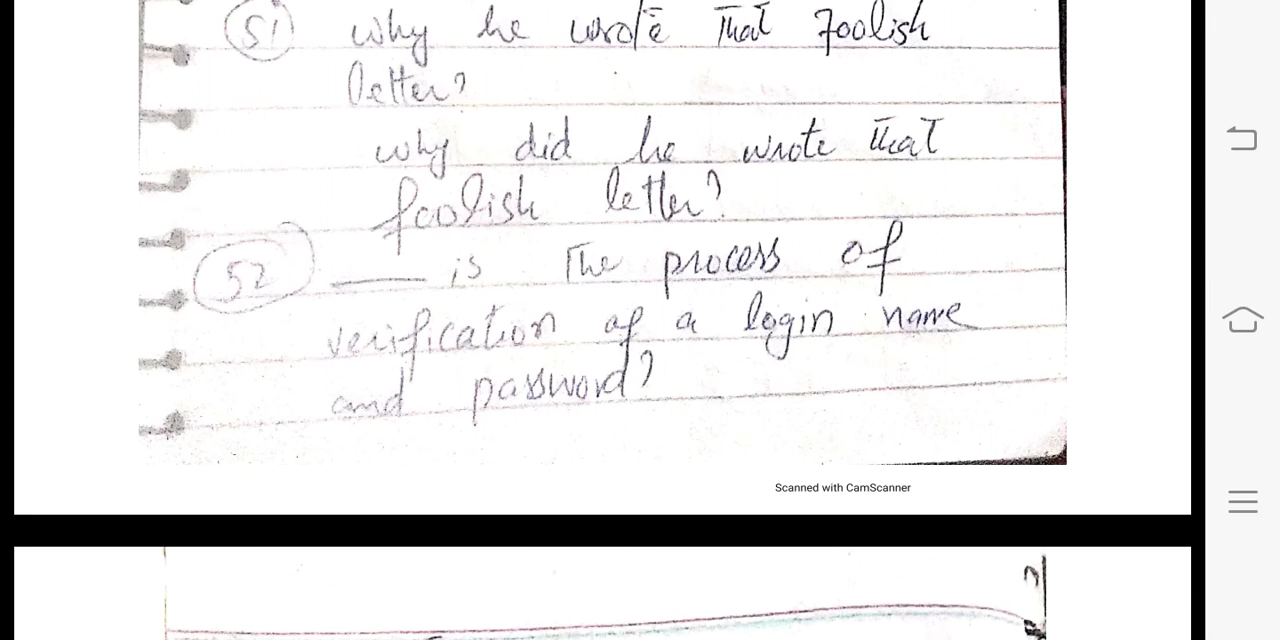 51 why he wrote that foolish
letter?
why did he wrote that
foolish letter?
52 ____ is the process of
verification of a login name
and password?
Scanned with CamScanner